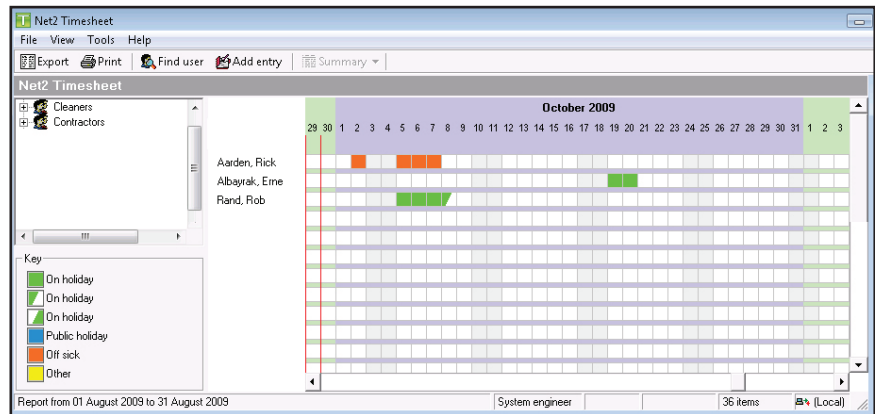 Net2 Timesheet
File View Tools Help
Export Print Find user Add entry Summary
Net2 Timesheet
Cleaners
Contractors
October 2009
29 30 1 2 3 4 5 6 7 8 9 10 11 12 13 14 15 16 17 18 19 20 21 22 23 24 25 26 27 28 29 30 31 1 2 3
Aarden, Rick
Albayrak, Erne
Rand, Rob
Key
On holiday
On holiday
On holiday
Public holiday
Off sick
Other
Report from 01 August 2009 to 31 August 2009 System engineer 36 items (Local)